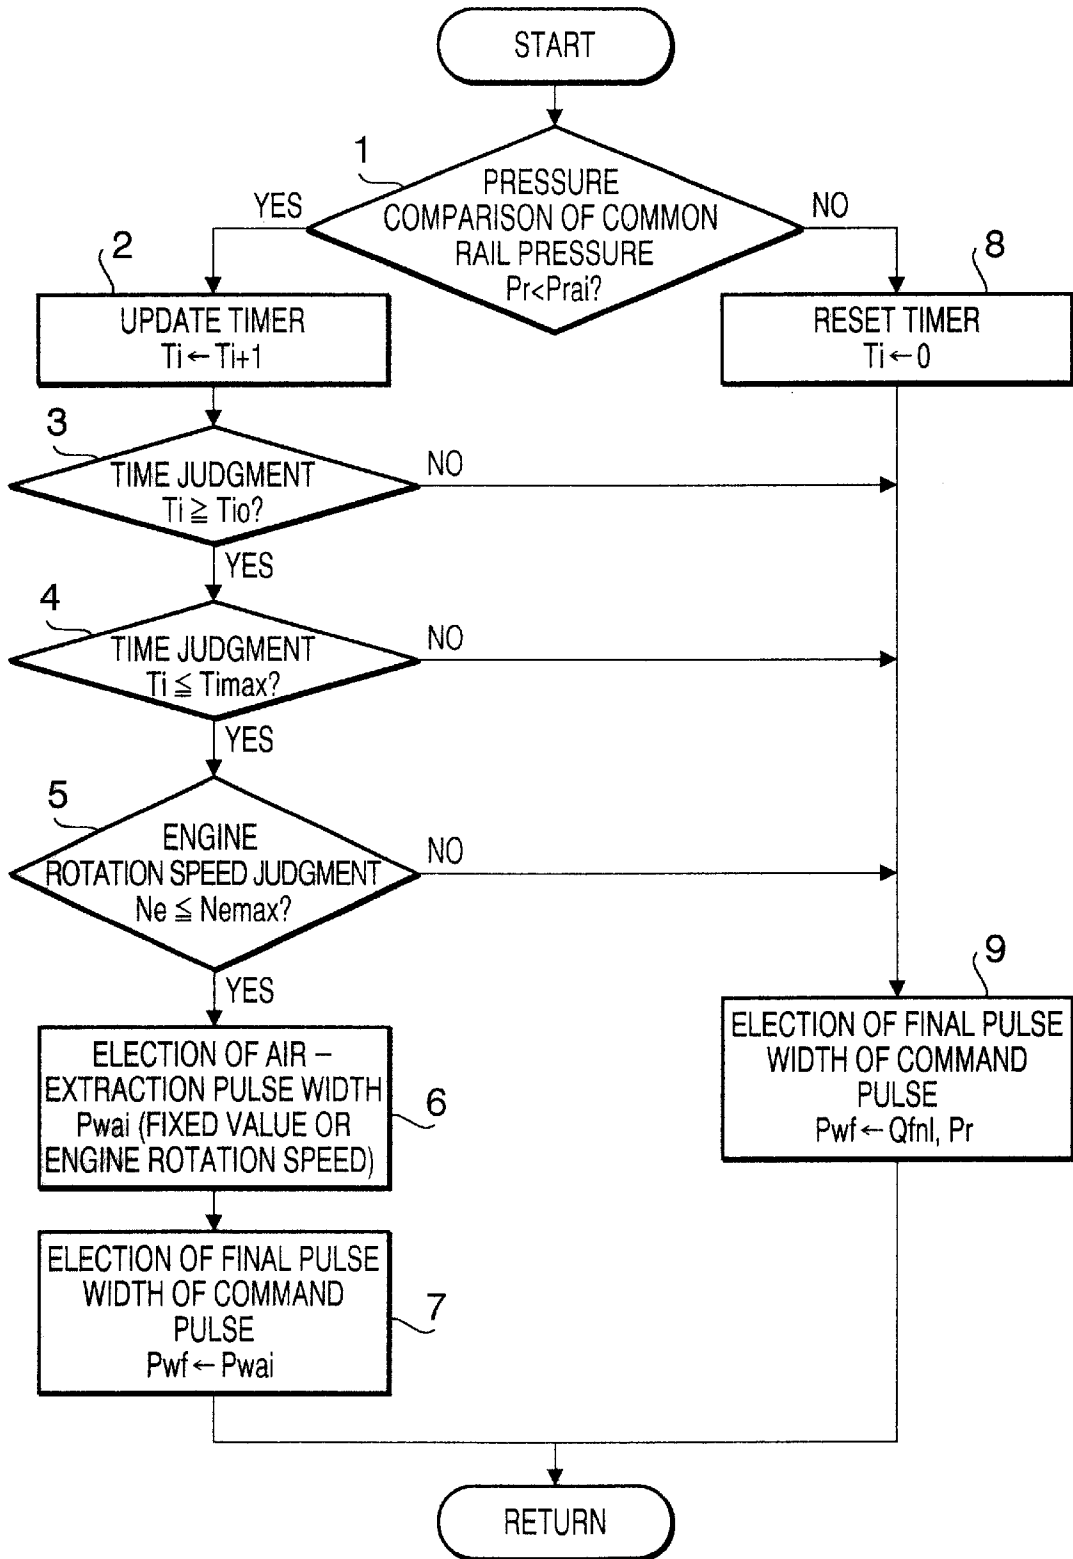 START
1
PRESSURE
COMPARISON OF COMMON
RAIL PRESSURE
Pr<Prai?
YES
NO
2
UPDATE TIMER
Ti ← Ti+1
8
RESET TIMER
Ti ← 0
3
TIME JUDGMENT
Ti ≧ Tio?
NO
YES
4
TIME JUDGMENT
Ti ≦ Timax?
NO
YES
5
ENGINE
ROTATION SPEED JUDGMENT
Ne ≦ Nemax?
NO
YES
6
ELECTION OF AIR –
EXTRACTION PULSE WIDTH
Pwai (FIXED VALUE OR
ENGINE ROTATION SPEED)
9
ELECTION OF FINAL PULSE
WIDTH OF COMMAND
PULSE
Pwf ← Qfnl, Pr
7
ELECTION OF FINAL PULSE
WIDTH OF COMMAND
PULSE
Pwf ← Pwai
RETURN